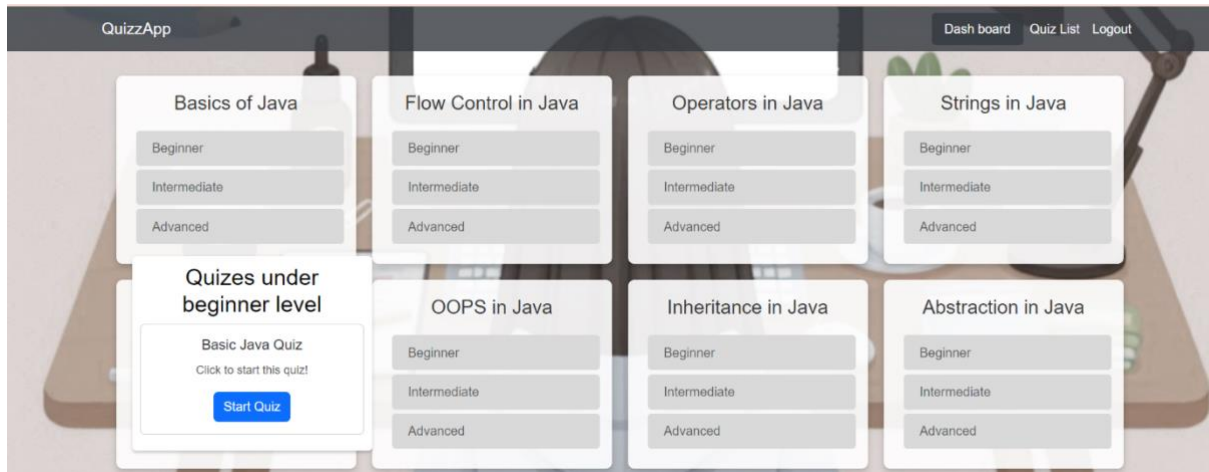 QuizzApp
Dash board Quiz List Logout
Basics of Java
Beginner
Intermediate
Advanced
Flow Control in Java
Beginner
Intermediate
Advanced
Operators in Java
Beginner
Intermediate
Advanced
Strings in Java
Beginner
Intermediate
Advanced
Quizes under
beginner level
Basic Java Quiz
Click to start this quiz!
Start Quiz
OOPS in Java
Beginner
Intermediate
Advanced
Inheritance in Java
Beginner
Intermediate
Advanced
Abstraction in Java
Beginner
Intermediate
Advanced